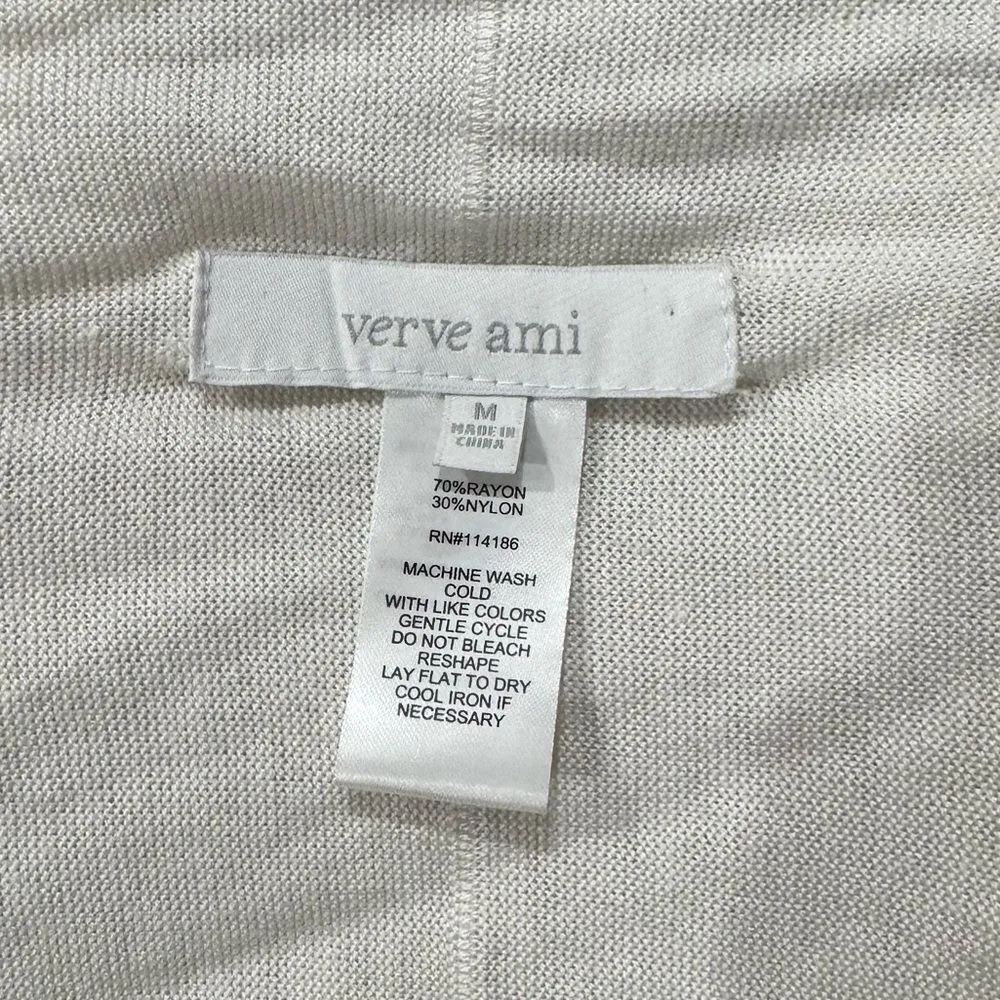 verve ami
M
MADE IN
CHINA
70%RAYON
30%NYLON
RN#114186
MACHINE WASH
COLD
WITH LIKE COLORS
GENTLE CYCLE
DO NOT BLEACH
RESHAPE
LAY FLAT TO DRY
COOL IRON IF
NECESSARY